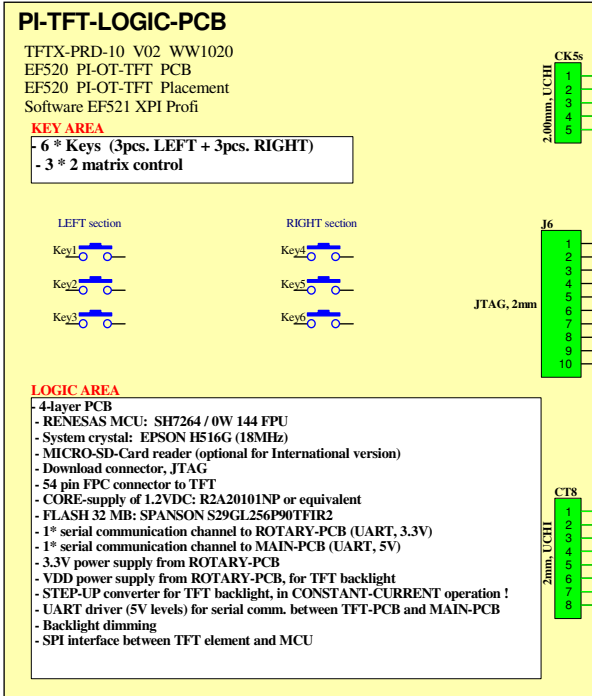 PI-TFT-LOGIC-PCB
TFTX-PRD-10 V02 WW1020
EF520 PI-OT-TFT PCB
EF520 PI-OT-TFT Placement
Software EF521 XPI Profi
KEY AREA
- 6 * Keys (3pcs. LEFT + 3pcs. RIGHT)
- 3 * 2 matrix control
CK5s
1
2
3
4
5
2.00mm, UCHI
LEFT section
Key1
Key2
Key3
RIGHT section
Key4
Key5
Key6
J6
1
2
3
4
5
6
7
8
9
10
JTAG, 2mm
LOGIC AREA
- 4-layer PCB
- RENESAS MCU: SH7264 / 0W 144 FPU
- System crystal: EPSON H516G (18MHz)
- MICRO-SD-Card reader (optional for International version)
- Download connector, JTAG
- 54 pin FPC connector to TFT
- CORE-supply of 1.2VDC: R2A20101NP or equivalent
- FLASH 32 MB: SPANSON S29GL256P90TFIR2
- 1* serial communication channel to ROTARY-PCB (UART, 3.3V)
- 1* serial communication channel to MAIN-PCB (UART, 5V)
- 3.3V power supply from ROTARY-PCB
- VDD power supply from ROTARY-PCB, for TFT backlight
- STEP-UP converter for TFT backlight, in CONSTANT-CURRENT operation !
- UART driver (5V levels) for serial comm. between TFT-PCB and MAIN-PCB
- Backlight dimming
- SPI interface between TFT element and MCU
CT8
1
2
3
4
5
6
7
8
2mm, UCHI